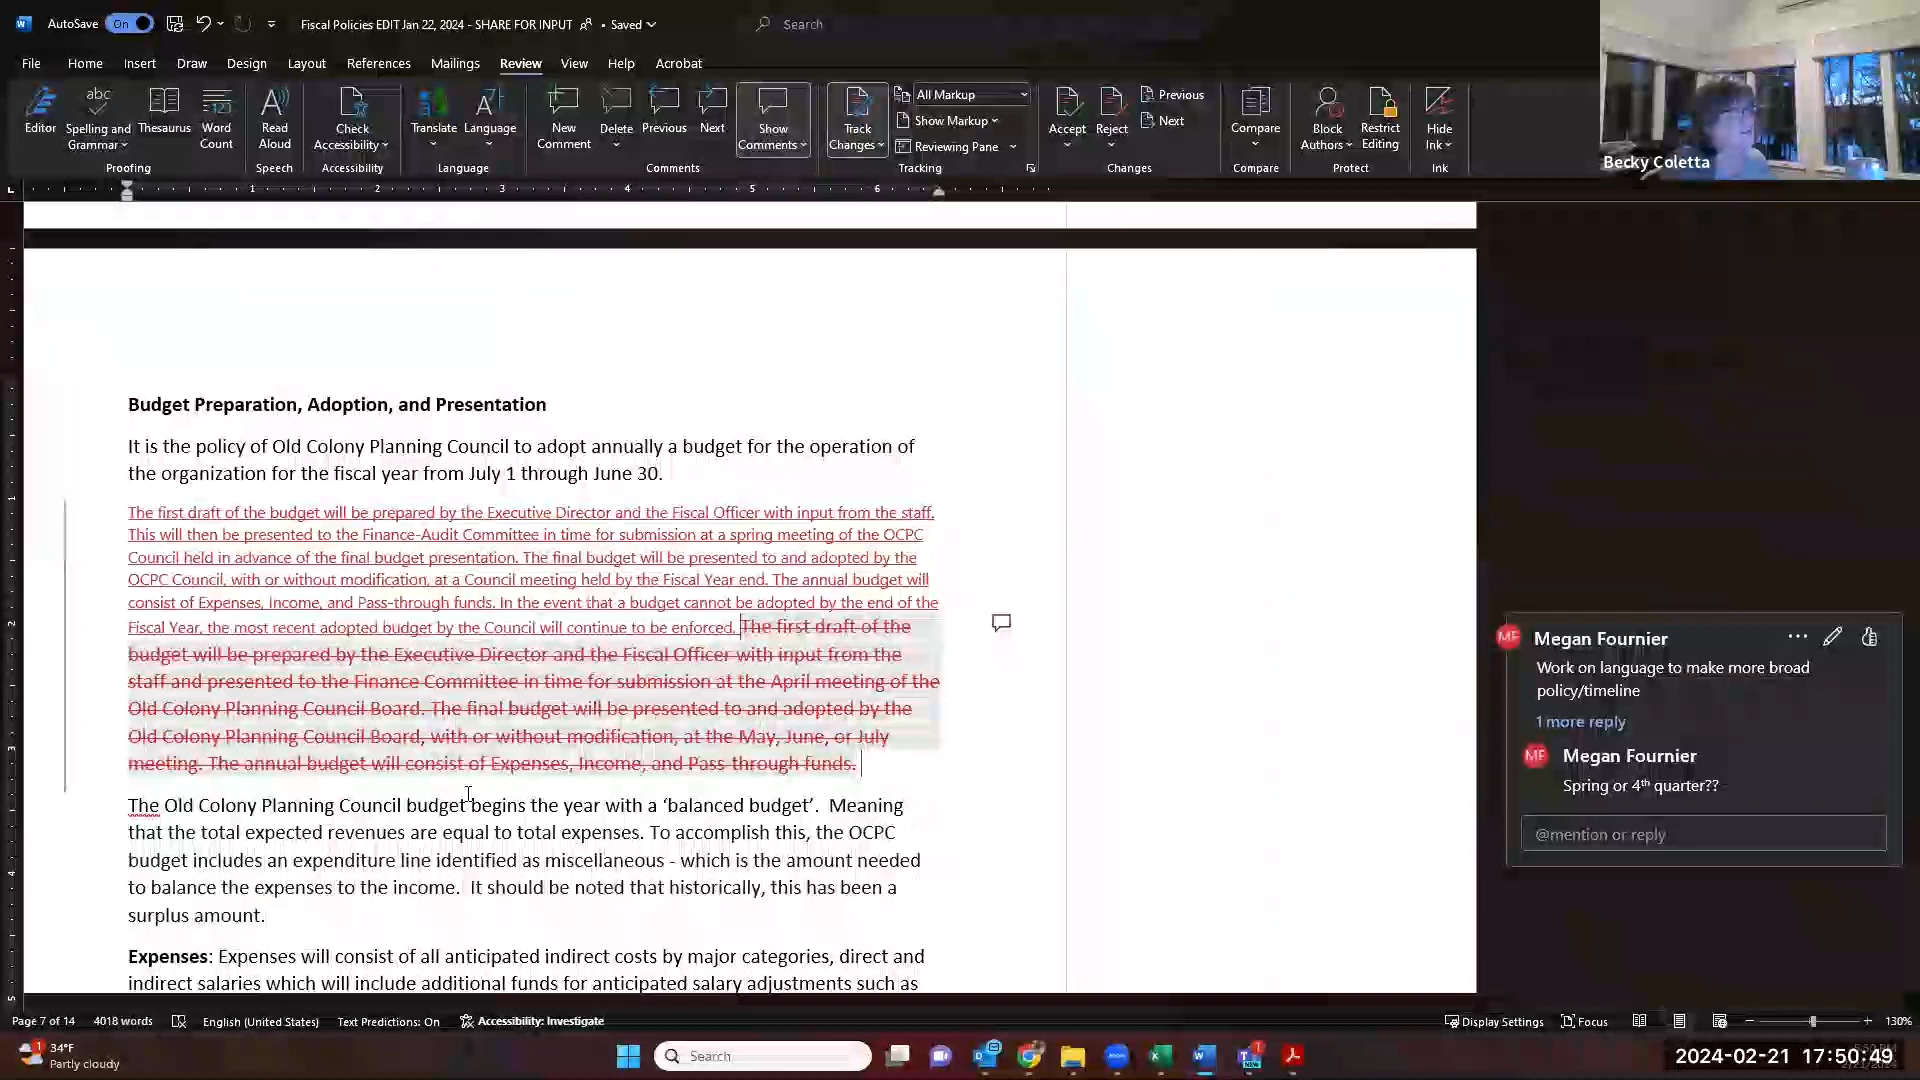 AutoSave On Fiscal Policies EDIT Jan 22, 2024 - SHARE FOR INPUT • Saved Search
File Home Insert Draw Design Layout References Mailings Review View Help Acrobat
Editor
Spelling and
Grammar
Thesaurus
Word
Count
Proofing
Read
Aloud
Speech
Check
Accessibility
Accessibility
Translate
Language
Language
New
Comment
Delete
Previous
Next
Show
Comments
Comments
Track
Changes
All Markup
Show Markup
Reviewing Pane
Tracking
Accept
Reject
Previous
Next
Changes
Compare
Compare
Block
Authors
Restrict
Editing
Protect
Hide
Ink
Ink
Becky Coletta
1 2 3 4 5 6
Budget Preparation, Adoption, and Presentation
It is the policy of Old Colony Planning Council to adopt annually a budget for the operation of
the organization for the fiscal year from July 1 through June 30.
The first draft of the budget will be prepared by the Executive Director and the Fiscal Officer with input from the staff.
This will then be presented to the Finance-Audit Committee in time for submission at a spring meeting of the OCPC
Council held in advance of the final budget presentation. The final budget will be presented to and adopted by the
OCPC Council, with or without modification, at a Council meeting held by the Fiscal Year end. The annual budget will
consist of Expenses, Income, and Pass-through funds. In the event that a budget cannot be adopted by the end of the
Fiscal Year, the most recent adopted budget by the Council will continue to be enforced. The first draft of the
budget will be prepared by the Executive Director and the Fiscal Officer with input from the
staff and presented to the Finance Committee in time for submission at the April meeting of the
Old Colony Planning Council Board. The final budget will be presented to and adopted by the
Old Colony Planning Council Board, with or without modification, at the May, June, or July
meeting. The annual budget will consist of Expenses, Income, and Pass-through funds.
The Old Colony Planning Council budget begins the year with a ‘balanced budget’.  Meaning
that the total expected revenues are equal to total expenses. To accomplish this, the OCPC
budget includes an expenditure line identified as miscellaneous - which is the amount needed
to balance the expenses to the income.  It should be noted that historically, this has been a
surplus amount.
Expenses: Expenses will consist of all anticipated indirect costs by major categories, direct and
indirect salaries which will include additional funds for anticipated salary adjustments such as
MF Megan Fournier
Work on language to make more broad
policy/timeline
1 more reply
MF Megan Fournier
Spring or 4th quarter??
@mention or reply
Page 7 of 14 4018 words English (United States) Text Predictions: On Accessibility: Investigate Display Settings Focus 130%
34°F
Partly cloudy
Search
2024-02-21 17:50:49